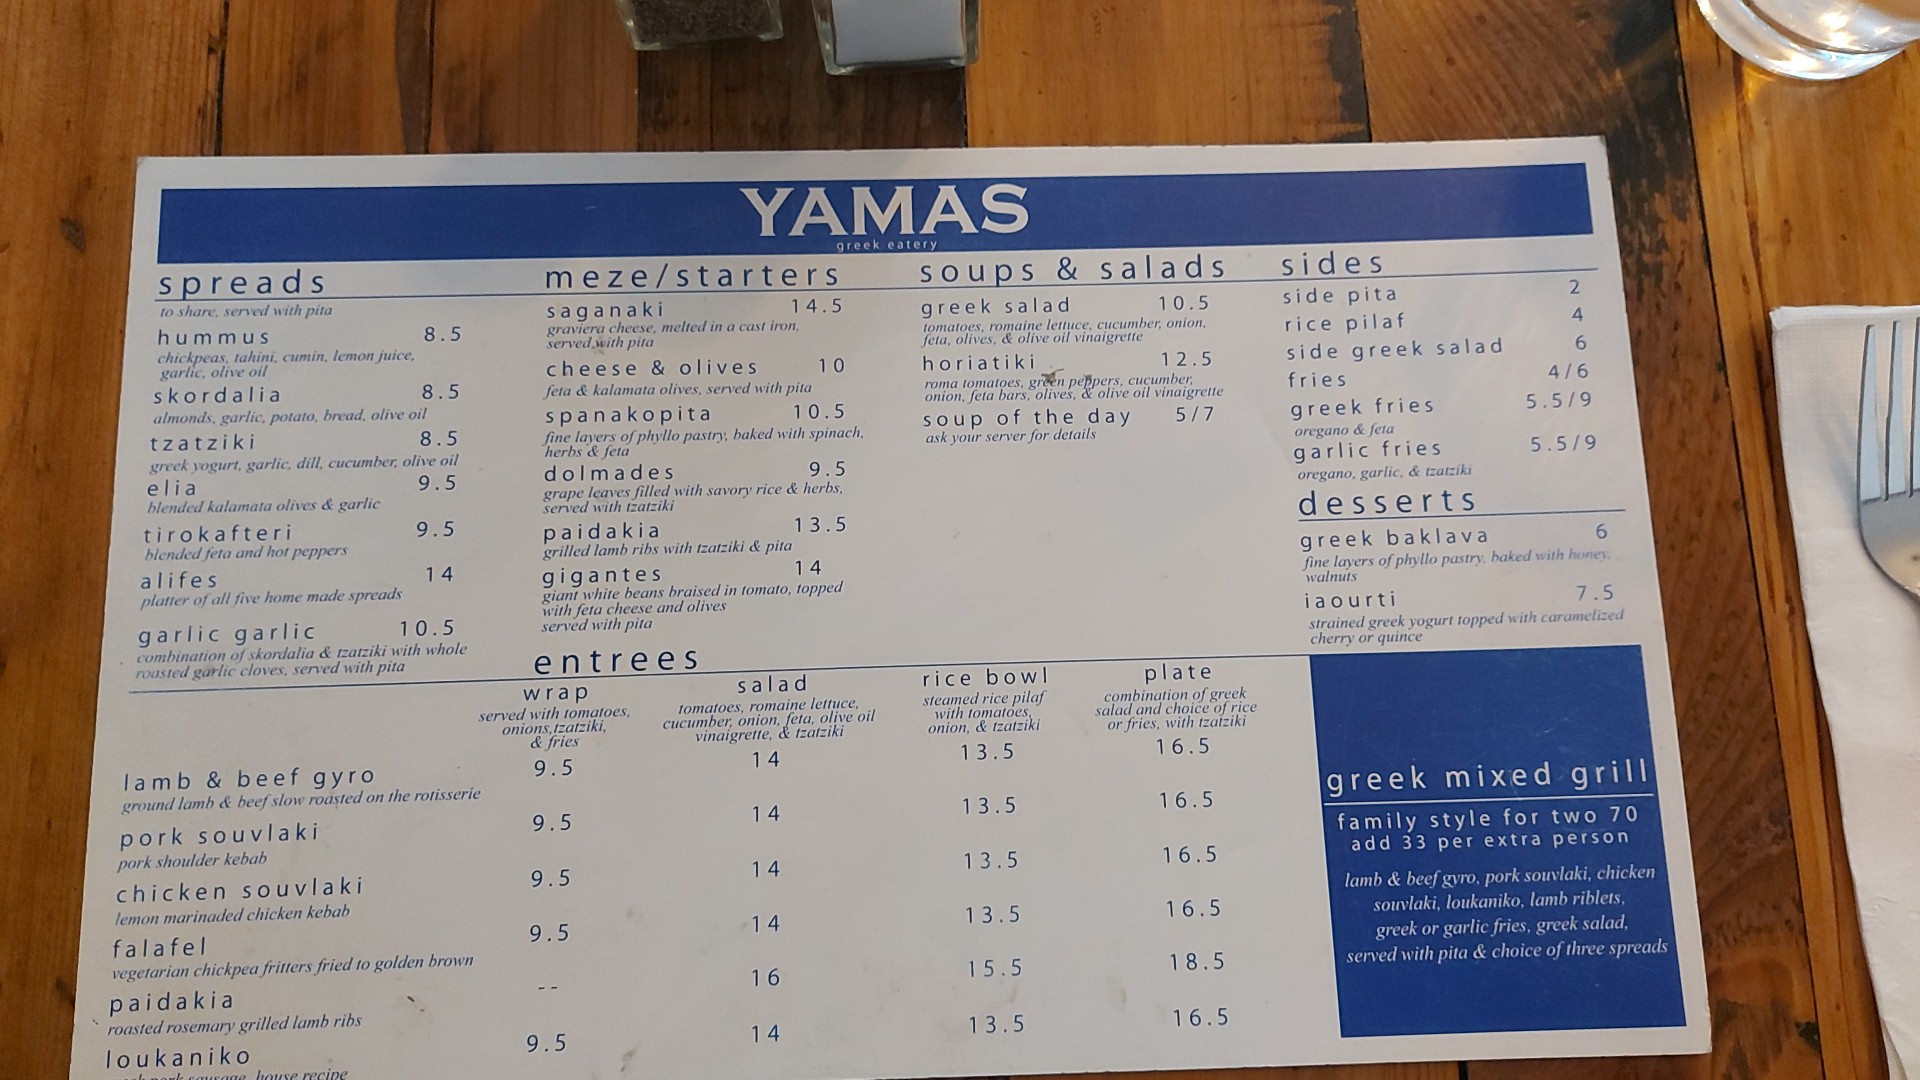 YAMAS
greek eatery
spreads
to share, served with pita
hummus 8.5
chickpeas, tahini, cumin, lemon juice,
garlic, olive oil
skordalia 8.5
almonds, garlic, potato, bread, olive oil
tzatziki 8.5
greek yogurt, garlic, dill, cucumber, olive oil
elia 9.5
blended kalamata olives & garlic
tirokafteri 9.5
blended feta and hot peppers
alifes 14
platter of all five home made spreads
garlic garlic 10.5
combination of skordalia & tzatziki with whole
roasted garlic cloves, served with pita
meze/starters
saganaki 14.5
graviera cheese, melted in a cast iron,
served with pita
cheese & olives 10
feta & kalamata olives, served with pita
spanakopita 10.5
fine layers of phyllo pastry, baked with spinach,
herbs & feta
dolmades 9.5
grape leaves filled with savory rice & herbs,
served with tzatziki
paidakia 13.5
grilled lamb ribs with tzatziki & pita
gigantes 14
giant white beans braised in tomato, topped
with feta cheese and olives
served with pita
soups & salads
greek salad 10.5
tomatoes, romaine lettuce, cucumber, onion,
feta, olives, & olive oil vinaigrette
horiatiki 12.5
roma tomatoes, green peppers, cucumber,
onion, feta bars, olives, & olive oil vinaigrette
soup of the day 5/7
ask your server for details
sides
side pita 2
rice pilaf 4
side greek salad 6
fries 4/6
greek fries 5.5/9
oregano & feta
garlic fries 5.5/9
oregano, garlic, & tzatziki
desserts
greek baklava 6
fine layers of phyllo pastry, baked with honey,
walnuts
iaourti 7.5
strained greek yogurt topped with caramelized
cherry or quince
entrees
wrap
served with tomatoes,
onions,tzatziki,
& fries
salad
tomatoes, romaine lettuce,
cucumber, onion, feta, olive oil
vinaigrette, & tzatziki
rice bowl
steamed rice pilaf
with tomatoes,
onion, & tzatziki
plate
combination of greek
salad and choice of rice
or fries, with tzatziki
lamb & beef gyro 9.5 14 13.5 16.5
ground lamb & beef slow roasted on the rotisserie
pork souvlaki 9.5 14 13.5 16.5
pork shoulder kebab
chicken souvlaki 9.5 14 13.5 16.5
lemon marinaded chicken kebab
falafel 9.5 14 13.5 16.5
vegetarian chickpea fritters fried to golden brown
paidakia -- 16 15.5 18.5
roasted rosemary grilled lamb ribs
loukaniko 9.5 14 13.5 16.5
pork sausage, house recipe
greek mixed grill
family style for two 70
add 33 per extra person
lamb & beef gyro, pork souvlaki, chicken
souvlaki, loukaniko, lamb riblets,
greek or garlic fries, greek salad,
served with pita & choice of three spreads